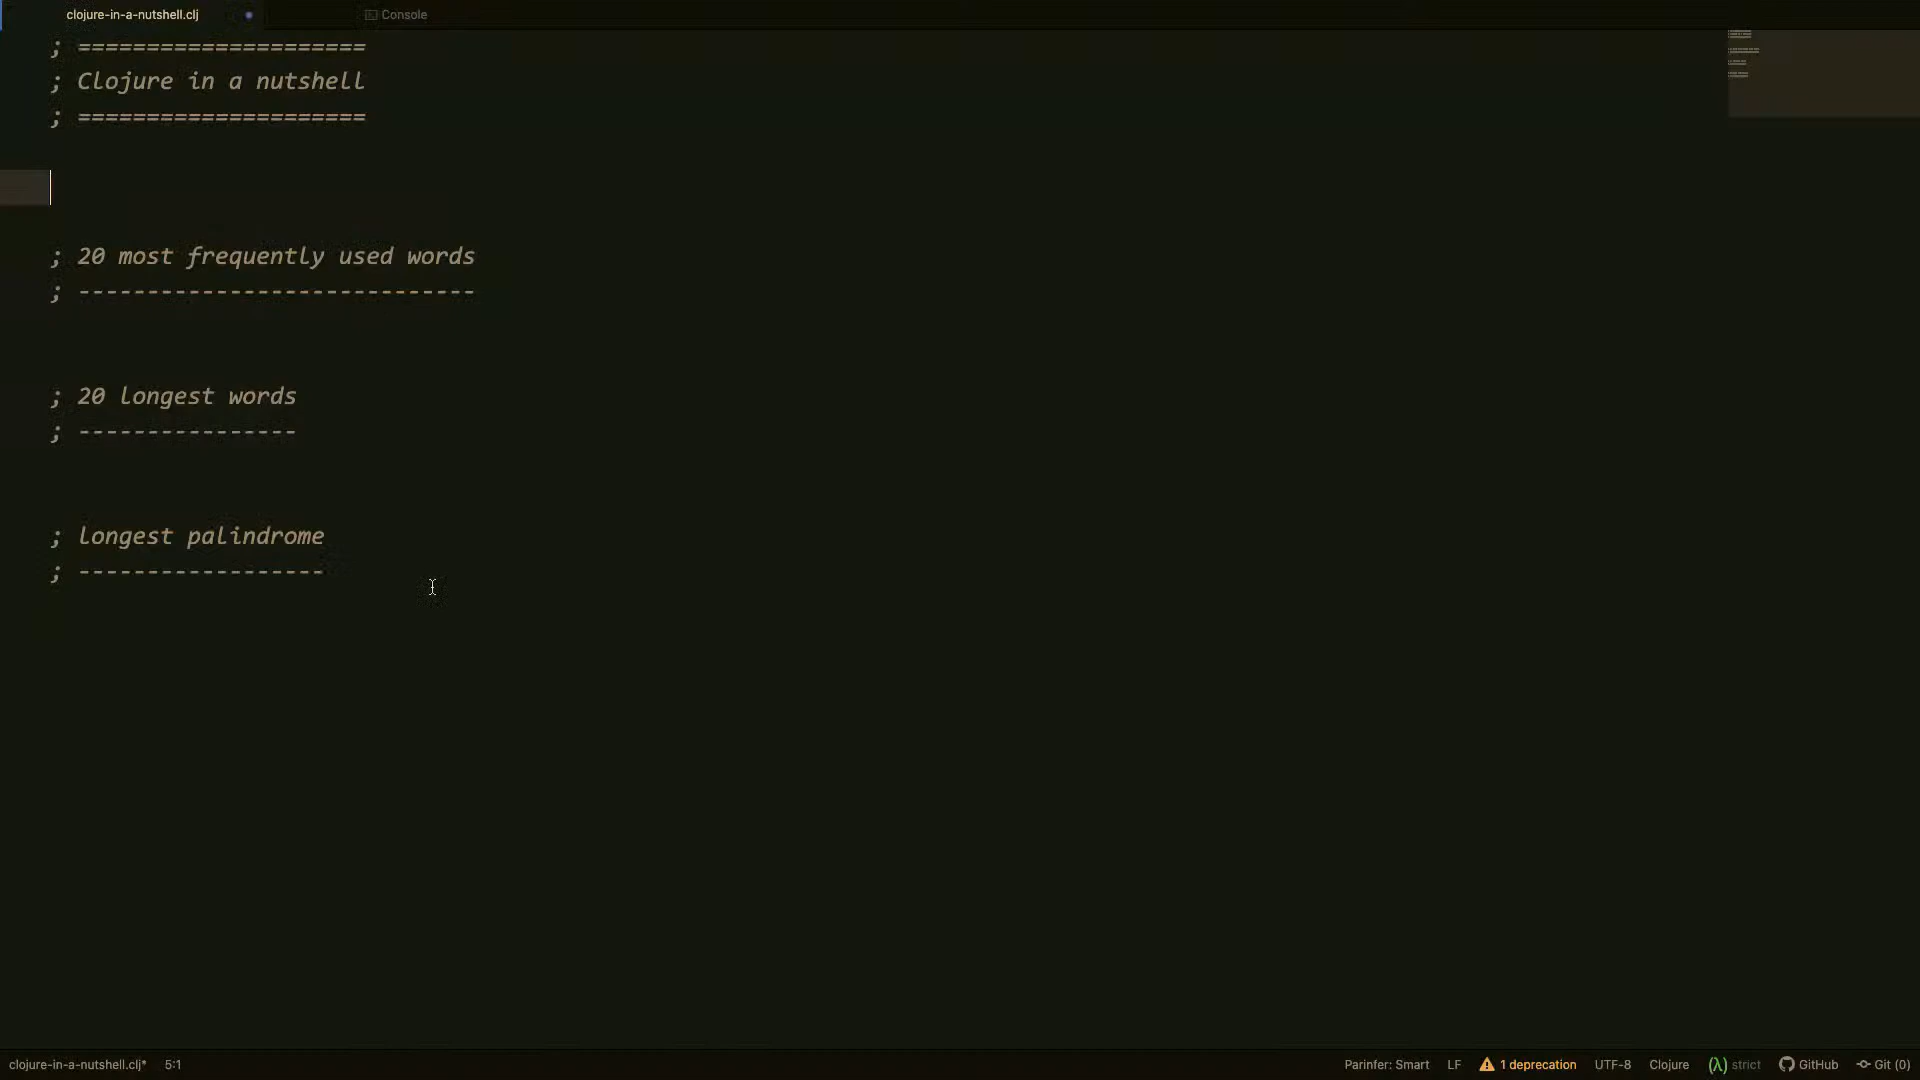 clojure-in-a-nutshell.clj
Console
; =====================
; Clojure in a nutshell
; =====================
; 20 most frequently used words
; -----------------------------
; 20 longest words
; ----------------
; longest palindrome
; ------------------
clojure-in-a-nutshell.clj* 5:1 Parinfer: Smart LF 1 deprecation UTF-8 Clojure (λ) strict GitHub Git (0)